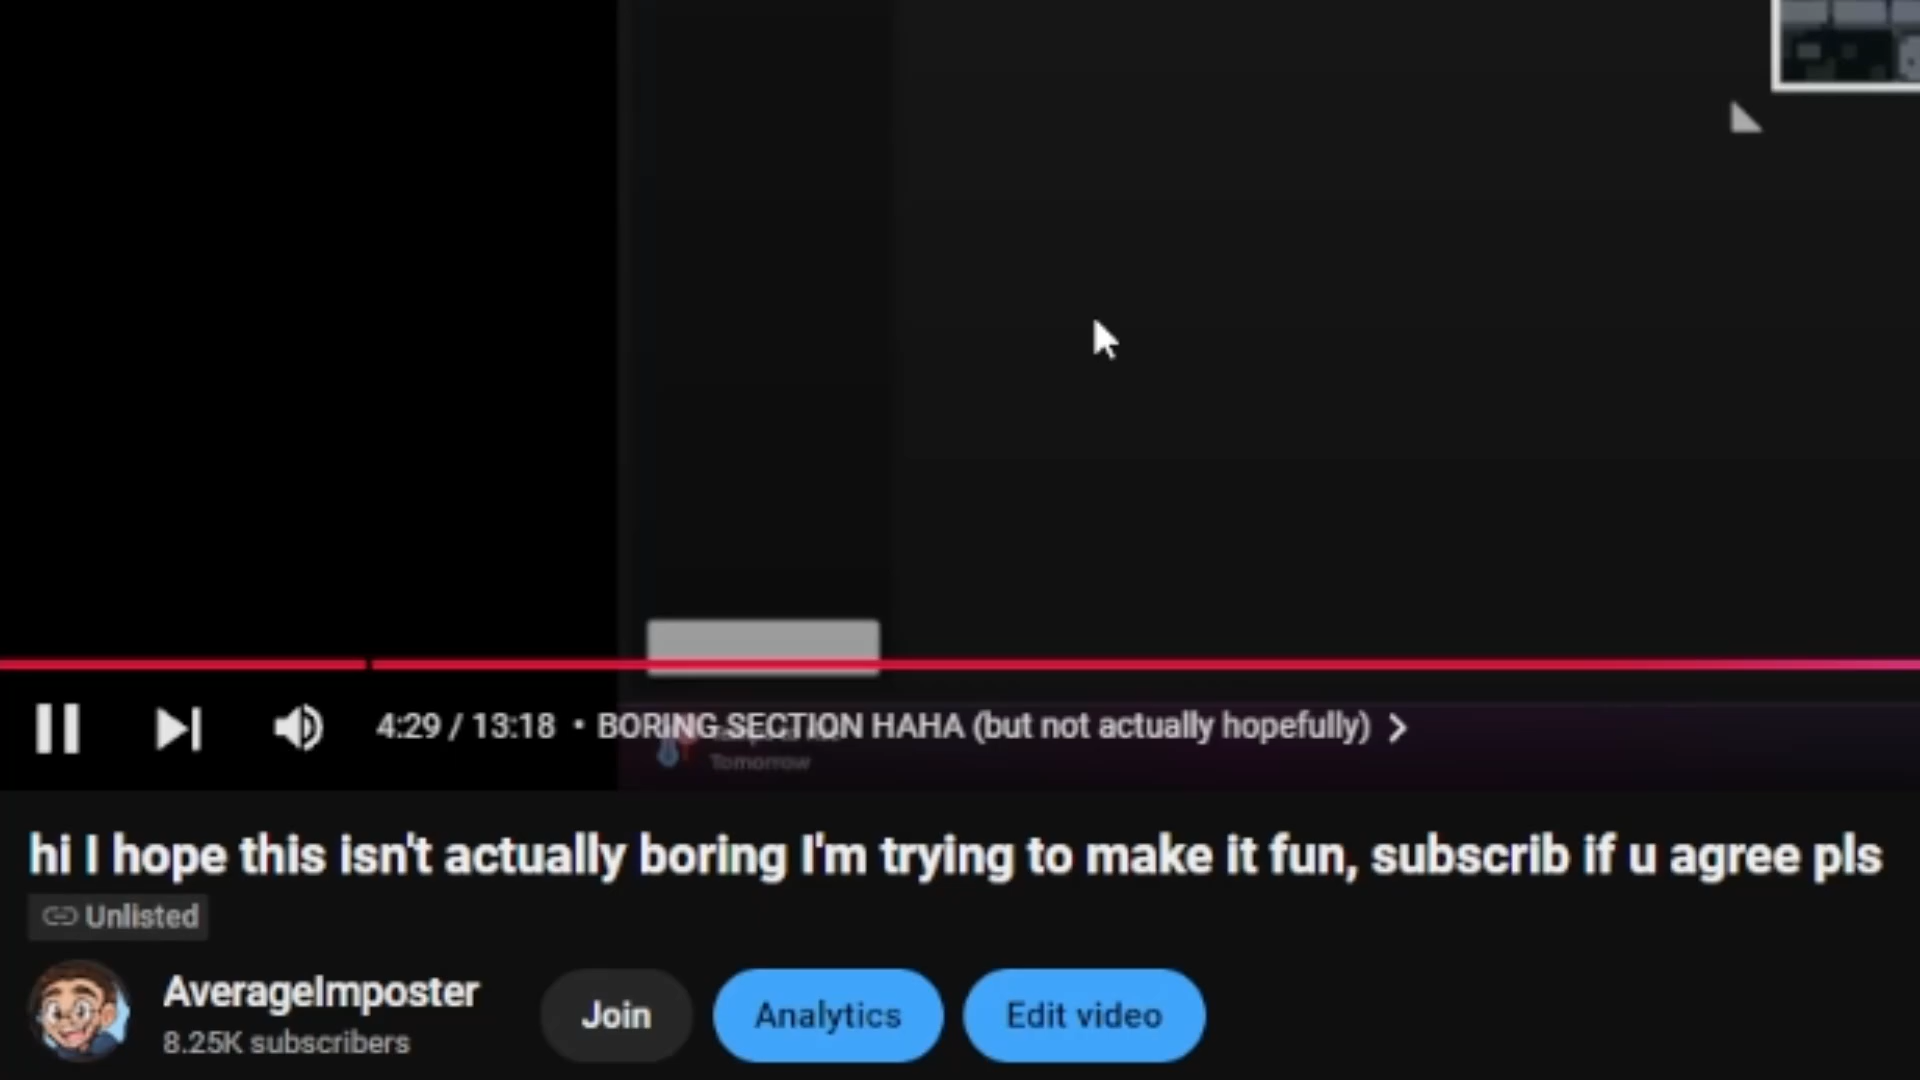 4:29 / 13:18 • BORING SECTION HAHA (but not actually hopefully)
Tomorrow
hi I hope this isn't actually boring I'm trying to make it fun, subscrib if u agree pls
Unlisted
AverageImposter
8.25K subscribers
Join
Analytics
Edit video